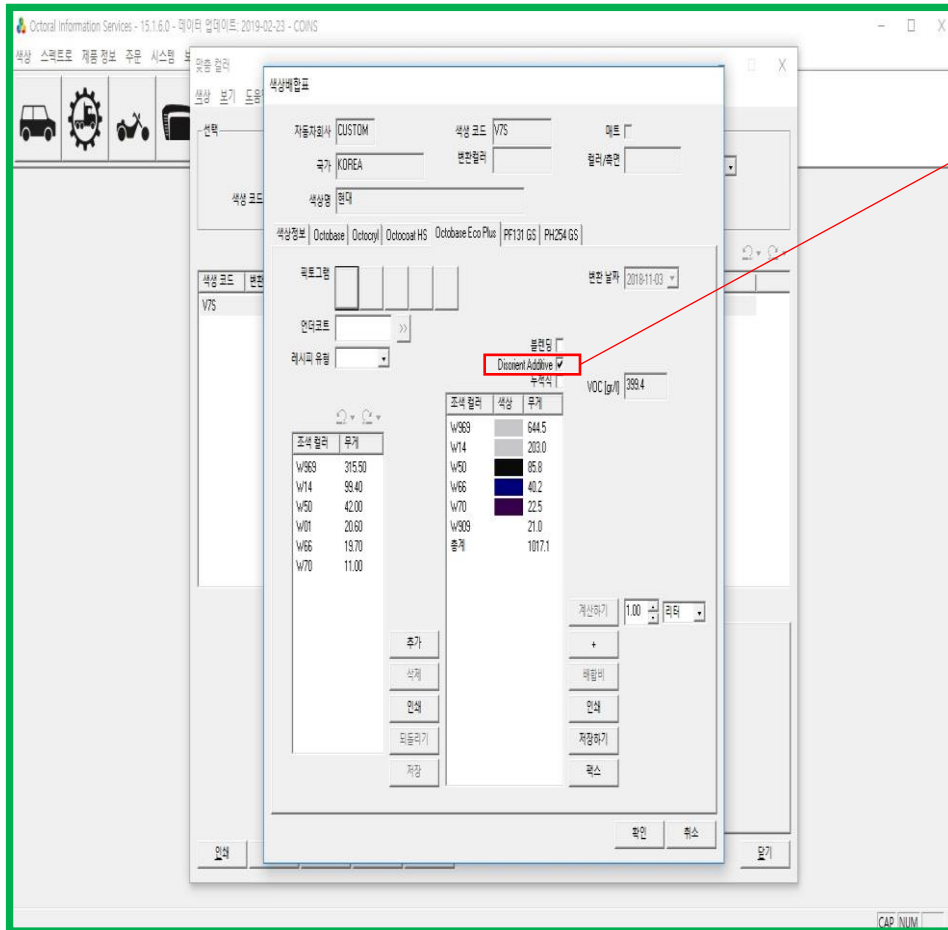 Octoral Information Services - 15.1.6.0 - 데이터 업데이트: 2019-02-23 - COINS
색상 스펙트로 제품 정보 주문 시스템
맞춤 컬러
색상 보기 도움
선택
색생 코드
색생 코드 변환
V7S
색상배합표
자동차회사 CUSTOM 색생 코드 V7S 매트
국가 KOREA 변환컬러 컬러/측면
색상명 현대
색상정보 Octobase Octocryl Octocoat HS Octobase Eco Plus PF131 GS PH254 GS
픽토그램 변환 날짜 2018-11-03
언더코트 >>
블렌딩
레시피 유형
Disorient Additive
누적식 VOC [gr/l] 399.4
조색 컬러 색상 무게
W969 644.5
W14 203.0
W50 85.8
W66 40.2
W70 22.5
W909 21.0
총계 1017.1
조색 컬러 무게
W969 315.50
W14 99.40
W50 42.00
W01 20.60
W66 19.70
W70 11.00
계산하기 1.00 리터
추가 +
삭제 배합비
인쇄 인쇄
되돌리기 저장하기
저장 팩스
확인 취소
인쇄 닫기
CAP NUM